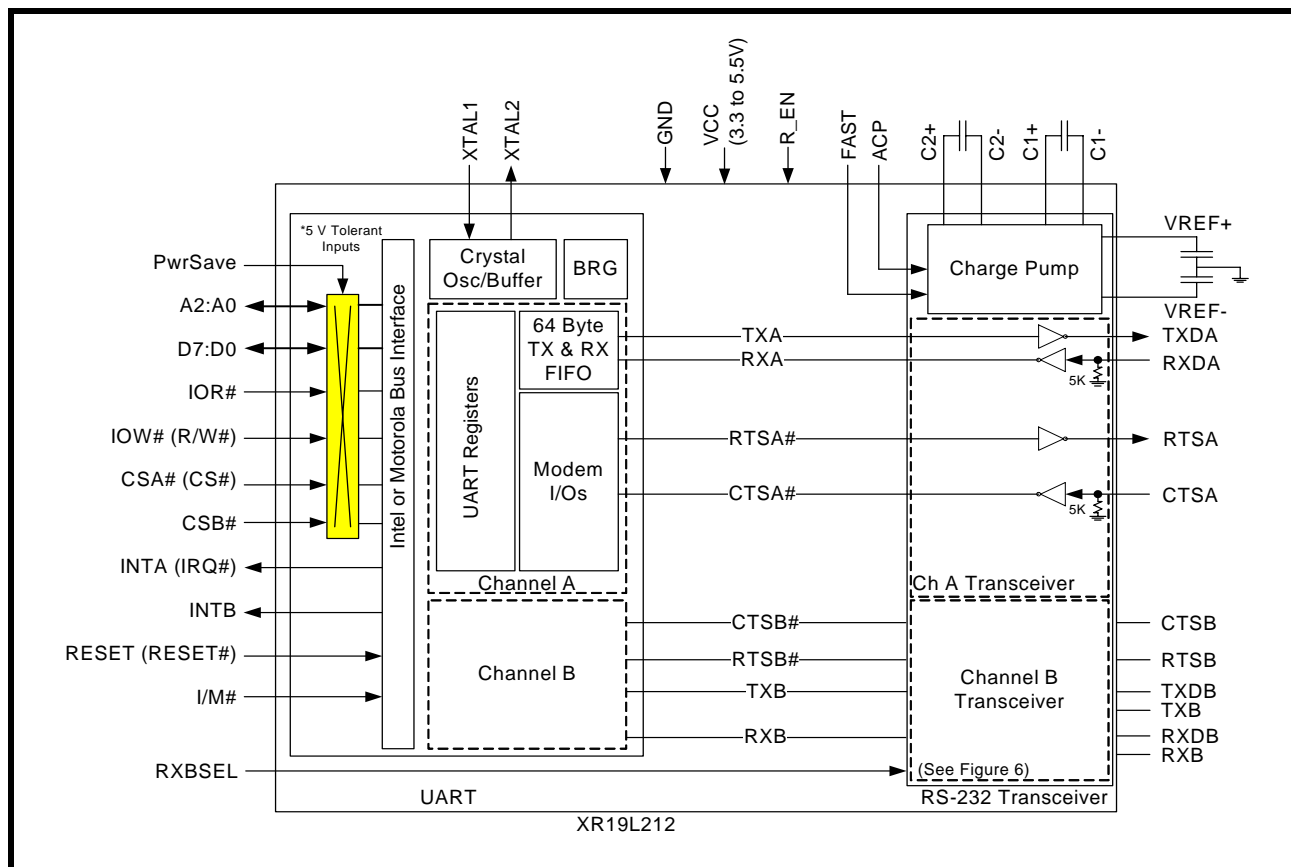 XTAL1
XTAL2
GND
VCC
(3.3 to 5.5V)
R_EN
FAST
ACP
C2+
C2-
C1+
C1-
*5 V Tolerant
Inputs
PwrSave
A2:A0
D7:D0
IOR#
IOW# (R/W#)
CSA# (CS#)
CSB#
INTA (IRQ#)
INTB
RESET (RESET#)
I/M#
RXBSEL
Intel or Motorola Bus Interface
Crystal
Osc/Buffer
BRG
UART Registers
64 Byte
TX & RX
FIFO
Modem
I/Os
Channel A
Channel B
TXA
RXA
RTSA#
CTSA#
CTSB#
RTSB#
TXB
RXB
Charge Pump
VREF+
VREF-
TXDA
RXDA
5K
RTSA
CTSA
5K
Ch A Transceiver
Channel B
Transceiver
(See Figure 6)
CTSB
RTSB
TXDB
TXB
RXDB
RXB
UART
RS-232 Transceiver
XR19L212